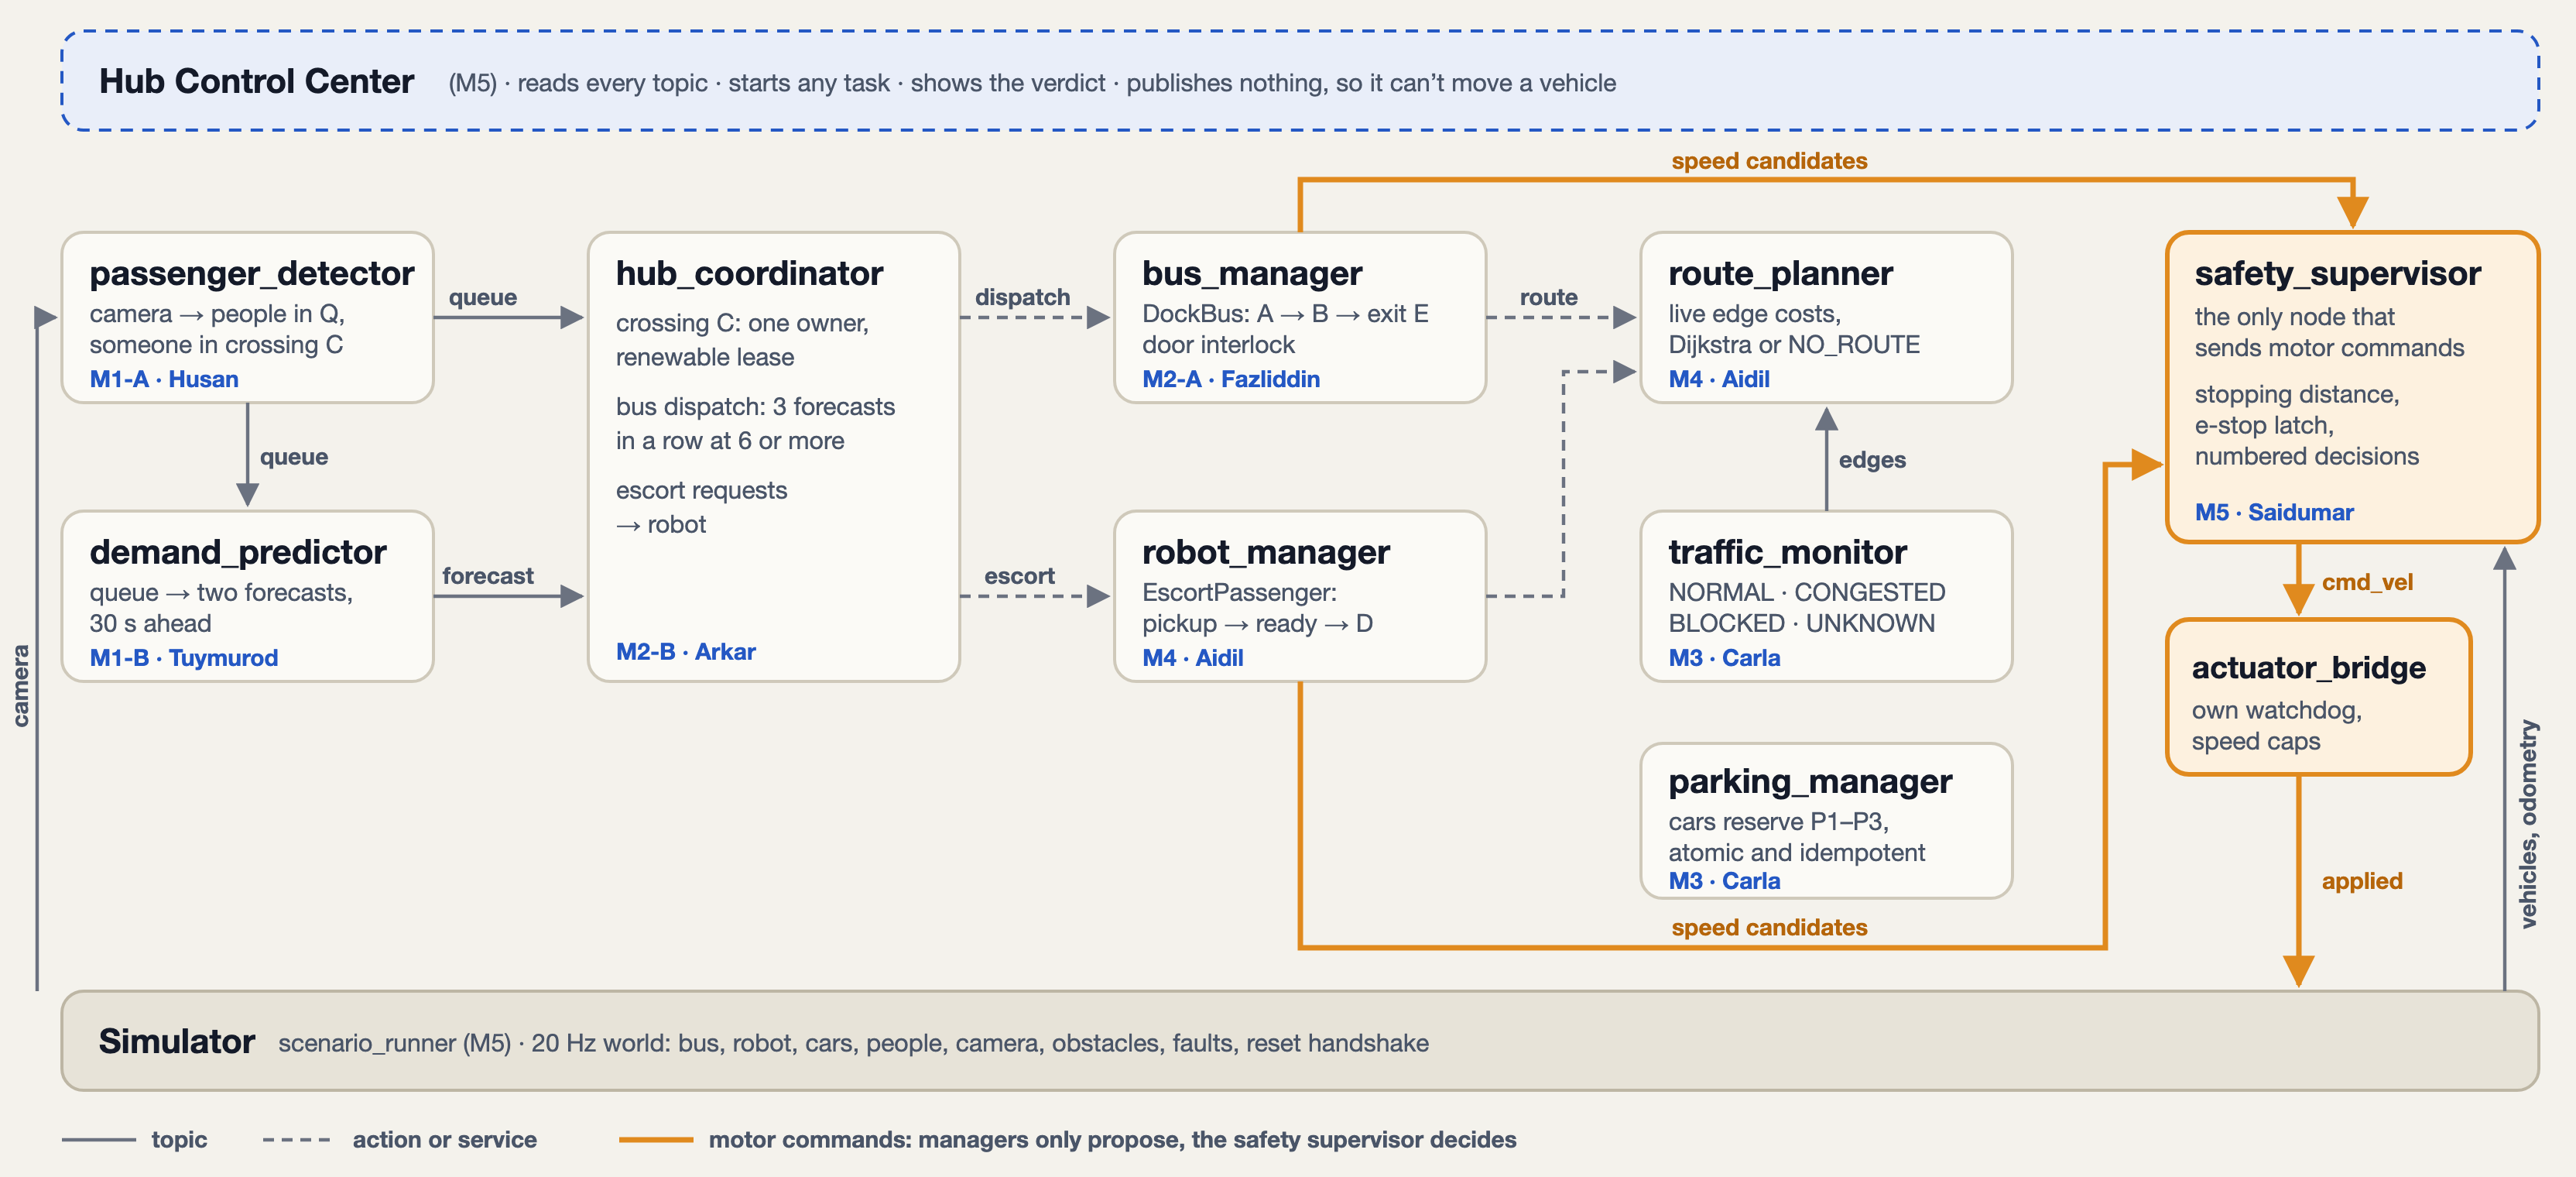 Hub Control Center (M5) · reads every topic · starts any task · shows the verdict · publishes nothing, so it can’t move a vehicle
speed candidates
passenger_detector
camera → people in Q,
someone in crossing C
M1-A · Husan
queue
queue
demand_predictor
queue → two forecasts,
30 s ahead
M1-B · Tuymurod
forecast
camera
hub_coordinator
crossing C: one owner,
renewable lease
bus dispatch: 3 forecasts
in a row at 6 or more
escort requests
→ robot
M2-B · Arkar
dispatch
escort
bus_manager
DockBus: A → B → exit E
door interlock
M2-A · Fazliddin
route
robot_manager
EscortPassenger:
pickup → ready → D
M4 · Aidil
route_planner
live edge costs,
Dijkstra or NO_ROUTE
M4 · Aidil
edges
traffic_monitor
NORMAL · CONGESTED
BLOCKED · UNKNOWN
M3 · Carla
parking_manager
cars reserve P1–P3,
atomic and idempotent
M3 · Carla
speed candidates
safety_supervisor
the only node that
sends motor commands
stopping distance,
e-stop latch,
numbered decisions
M5 · Saidumar
cmd_vel
actuator_bridge
own watchdog,
speed caps
applied
vehicles, odometry
Simulator scenario_runner (M5) · 20 Hz world: bus, robot, cars, people, camera, obstacles, faults, reset handshake
topic
action or service
motor commands: managers only propose, the safety supervisor decides